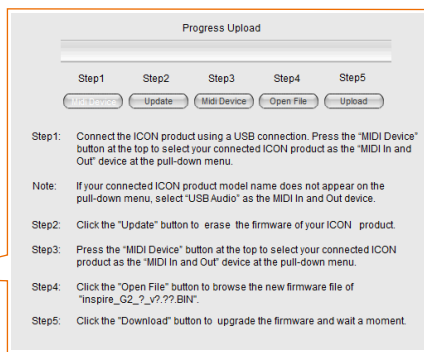 Progress Upload
Step1 Step2 Step3 Step4 Step5
Midi Device Update Midi Device Open File Upload
Step1: Connect the ICON product using a USB connection. Press the “MIDI Device”
button at the top to select your connected ICON product as the “MIDI In and
Out” device at the pull-down menu.
Note: If your connected ICON product model name does not appear on the
pull-down menu, select “USB Audio” as the MIDI In and Out device.
Step2: Click the "Update" button to erase the firmware of your ICON product.
Step3: Press the “MIDI Device” button at the top to select your connected ICON
product as the “MIDI In and Out” device at the pull-down menu.
Step4: Click the "Open File" button to browse the new firmware file of
"inspire_G2_?_v?.??.BIN".
Step5: Click the "Download" button to upgrade the firmware and wait a moment.